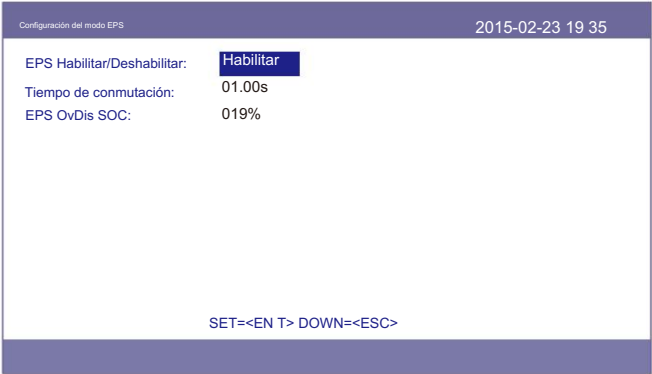 Configuración del modo EPS 2015-02-23 19 35
EPS Habilitar/Deshabilitar: Habilitar
Tiempo de conmutación: 01.00s
EPS OvDis SOC: 019%
SET=<EN T> DOWN=<ESC>